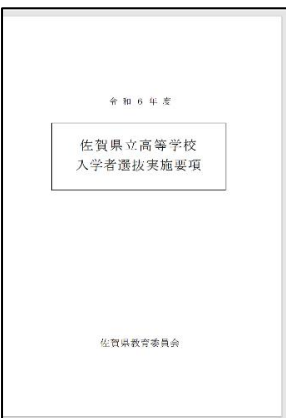 令和6年度
佐賀県立高等学校
入学者選抜実施要項
佐賀県教育委員会